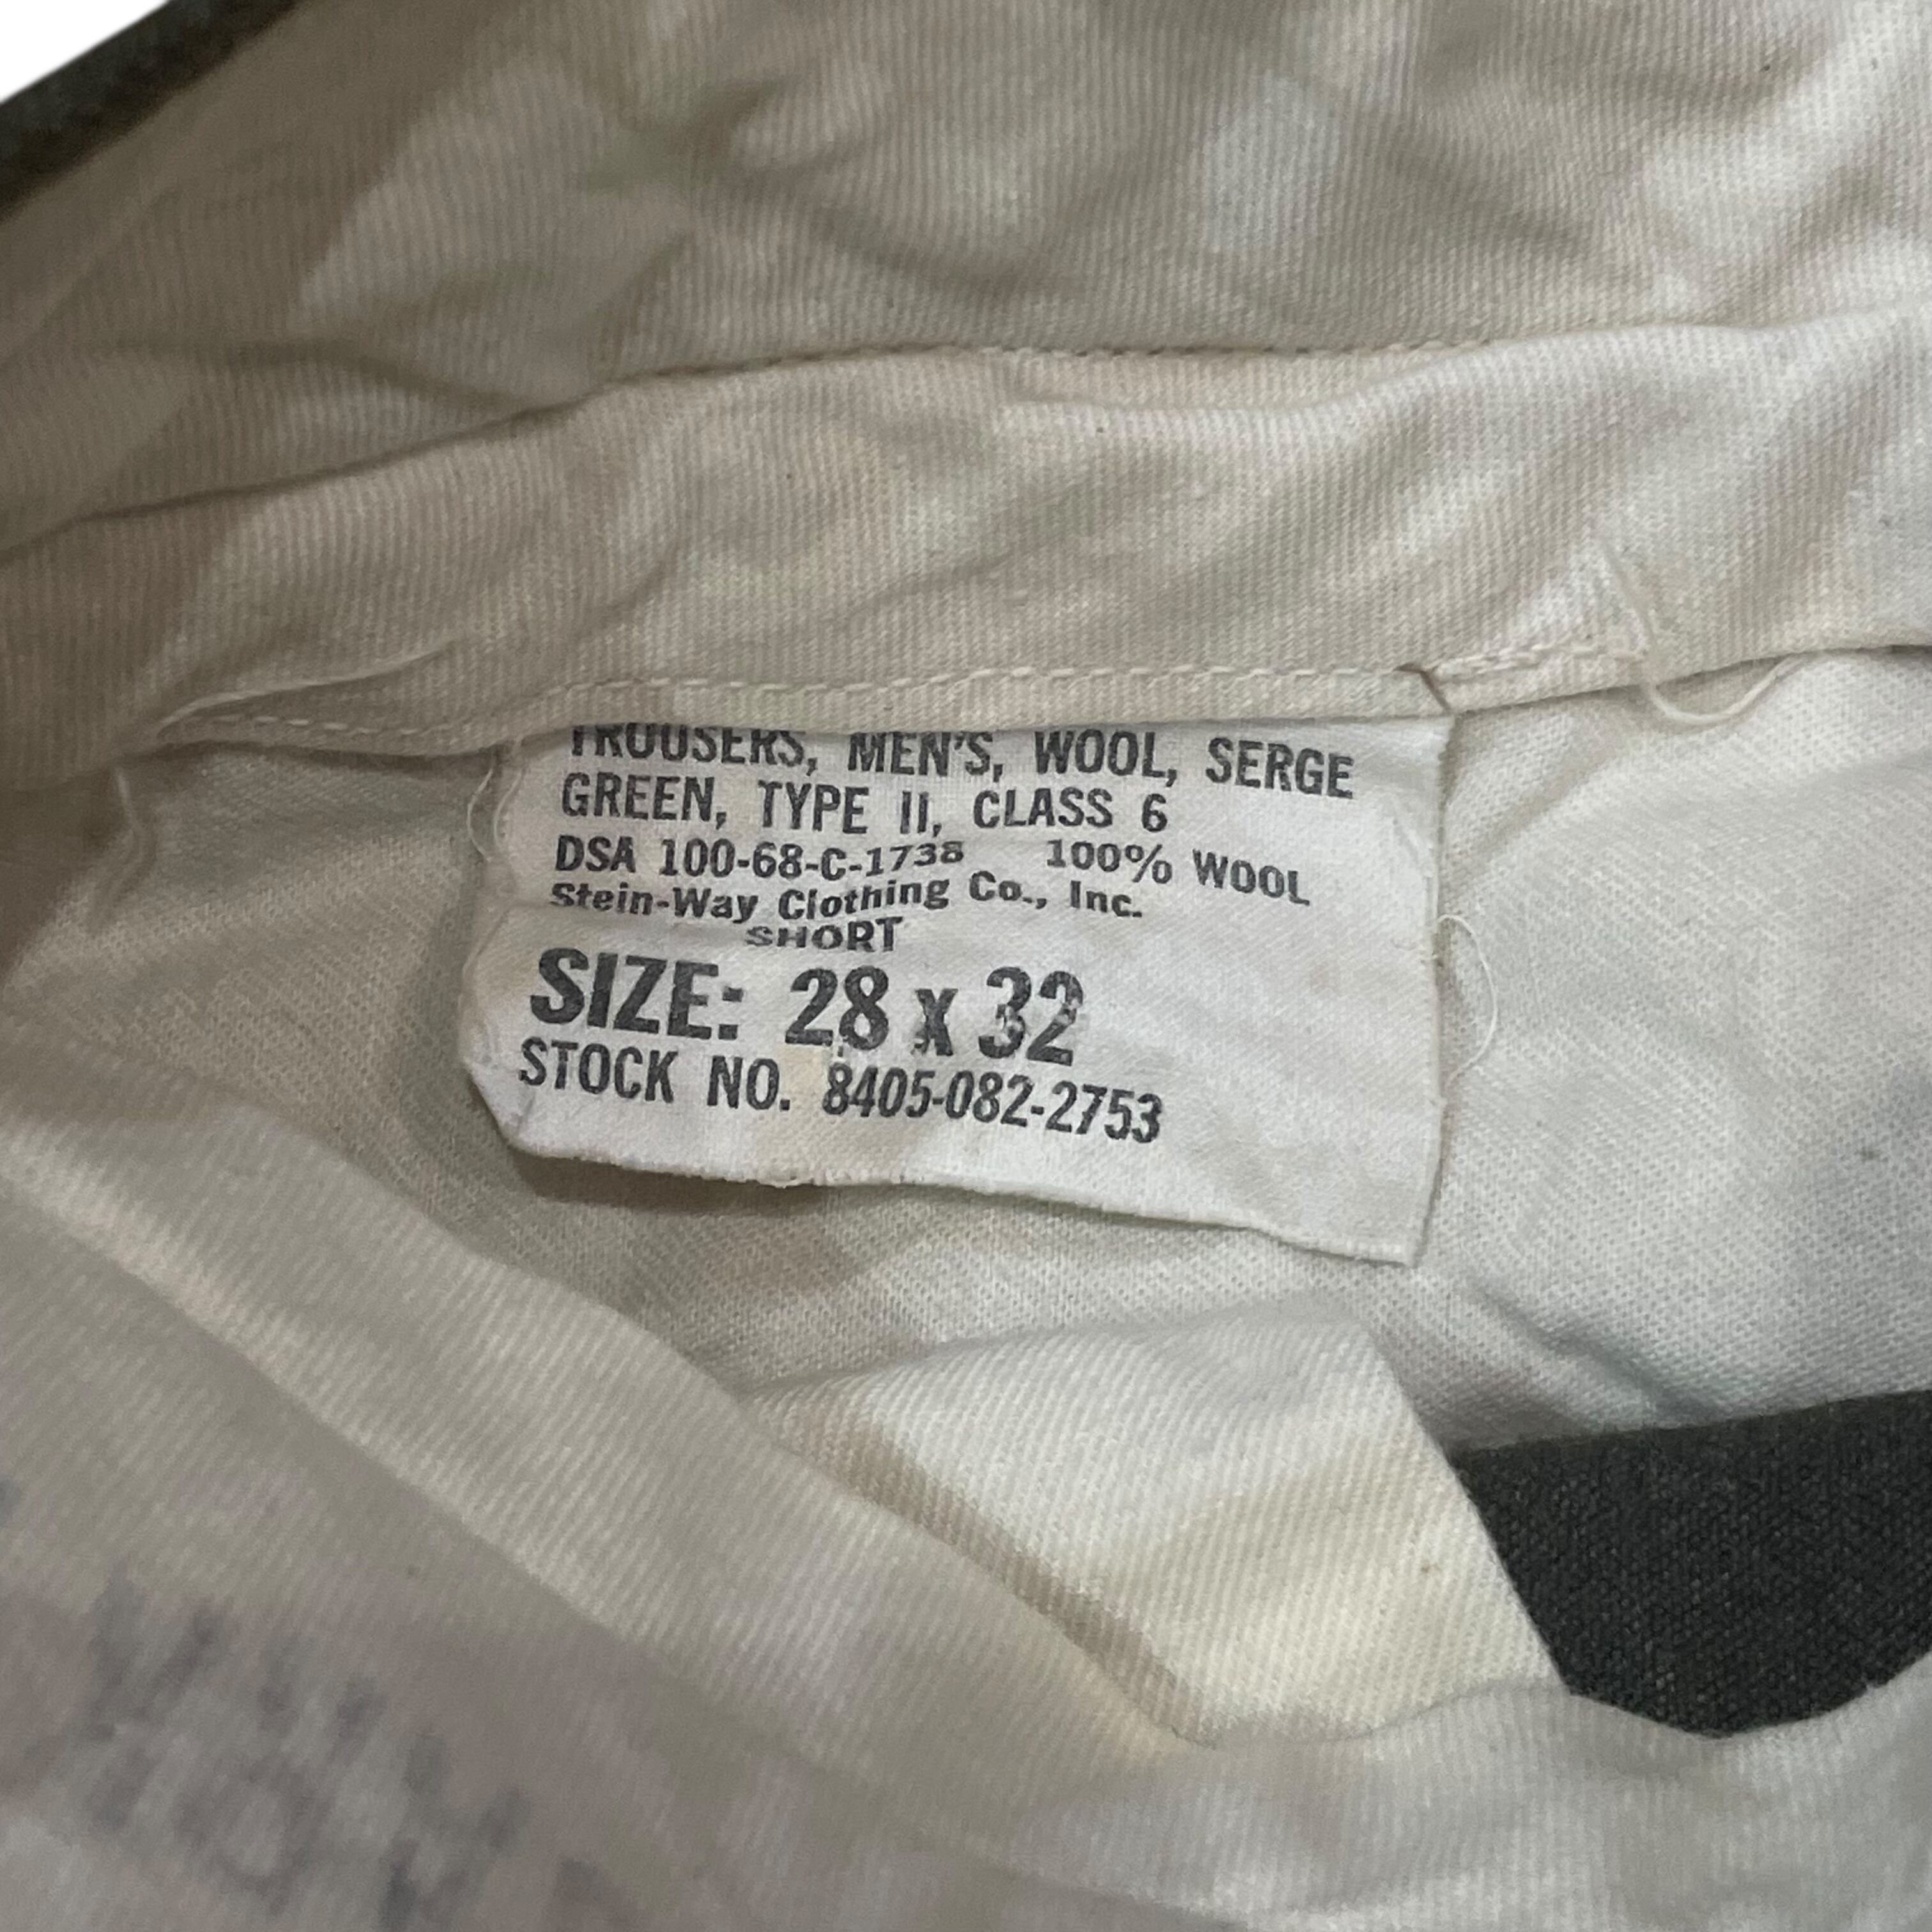 TROUSERS, MEN'S, WOOL, SERGE
GREEN, TYPE II, CLASS 6
DSA 100-68-C-1738 100% WOOL
Stein-Way Clothing Co., Inc.
SHORT
SIZE: 28 x 32
STOCK NO. 8405-082-2753